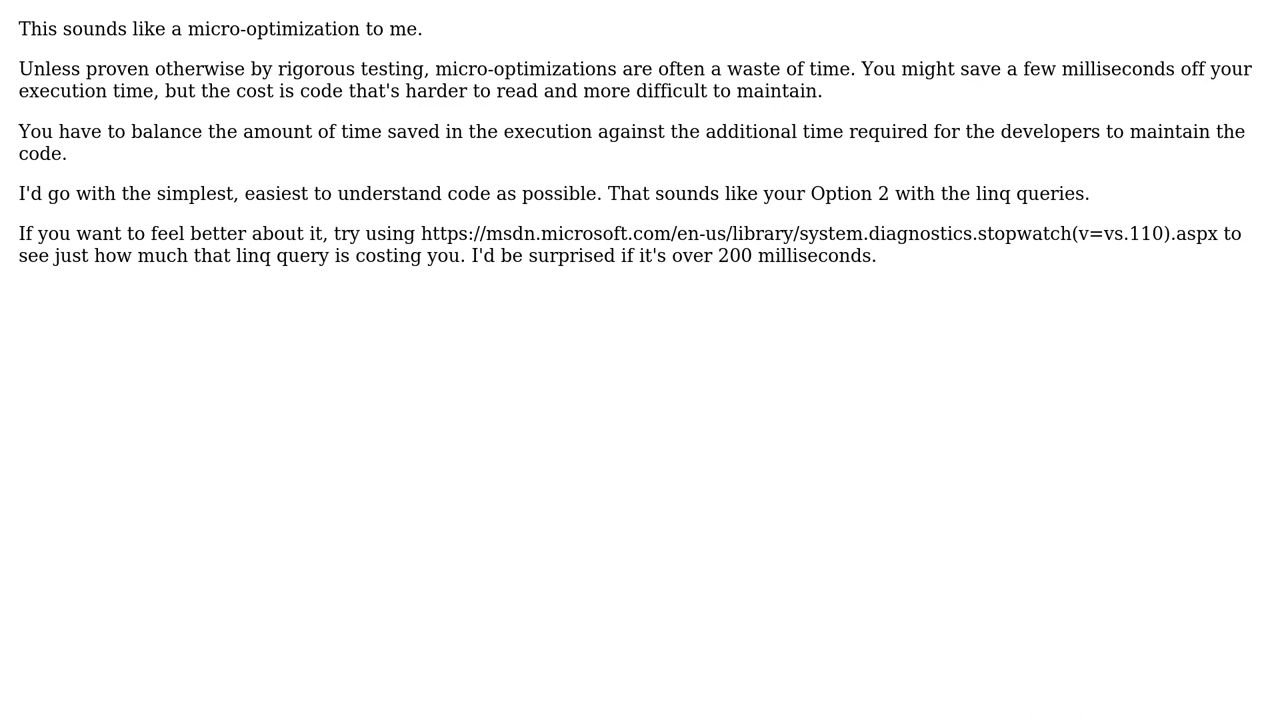 This sounds like a micro-optimization to me.
Unless proven otherwise by rigorous testing, micro-optimizations are often a waste of time. You might save a few milliseconds off your
execution time, but the cost is code that's harder to read and more difficult to maintain.
You have to balance the amount of time saved in the execution against the additional time required for the developers to maintain the
code.
I'd go with the simplest, easiest to understand code as possible. That sounds like your Option 2 with the linq queries.
If you want to feel better about it, try using https://msdn.microsoft.com/en-us/library/system.diagnostics.stopwatch(v=vs.110).aspx to
see just how much that linq query is costing you. I'd be surprised if it's over 200 milliseconds.